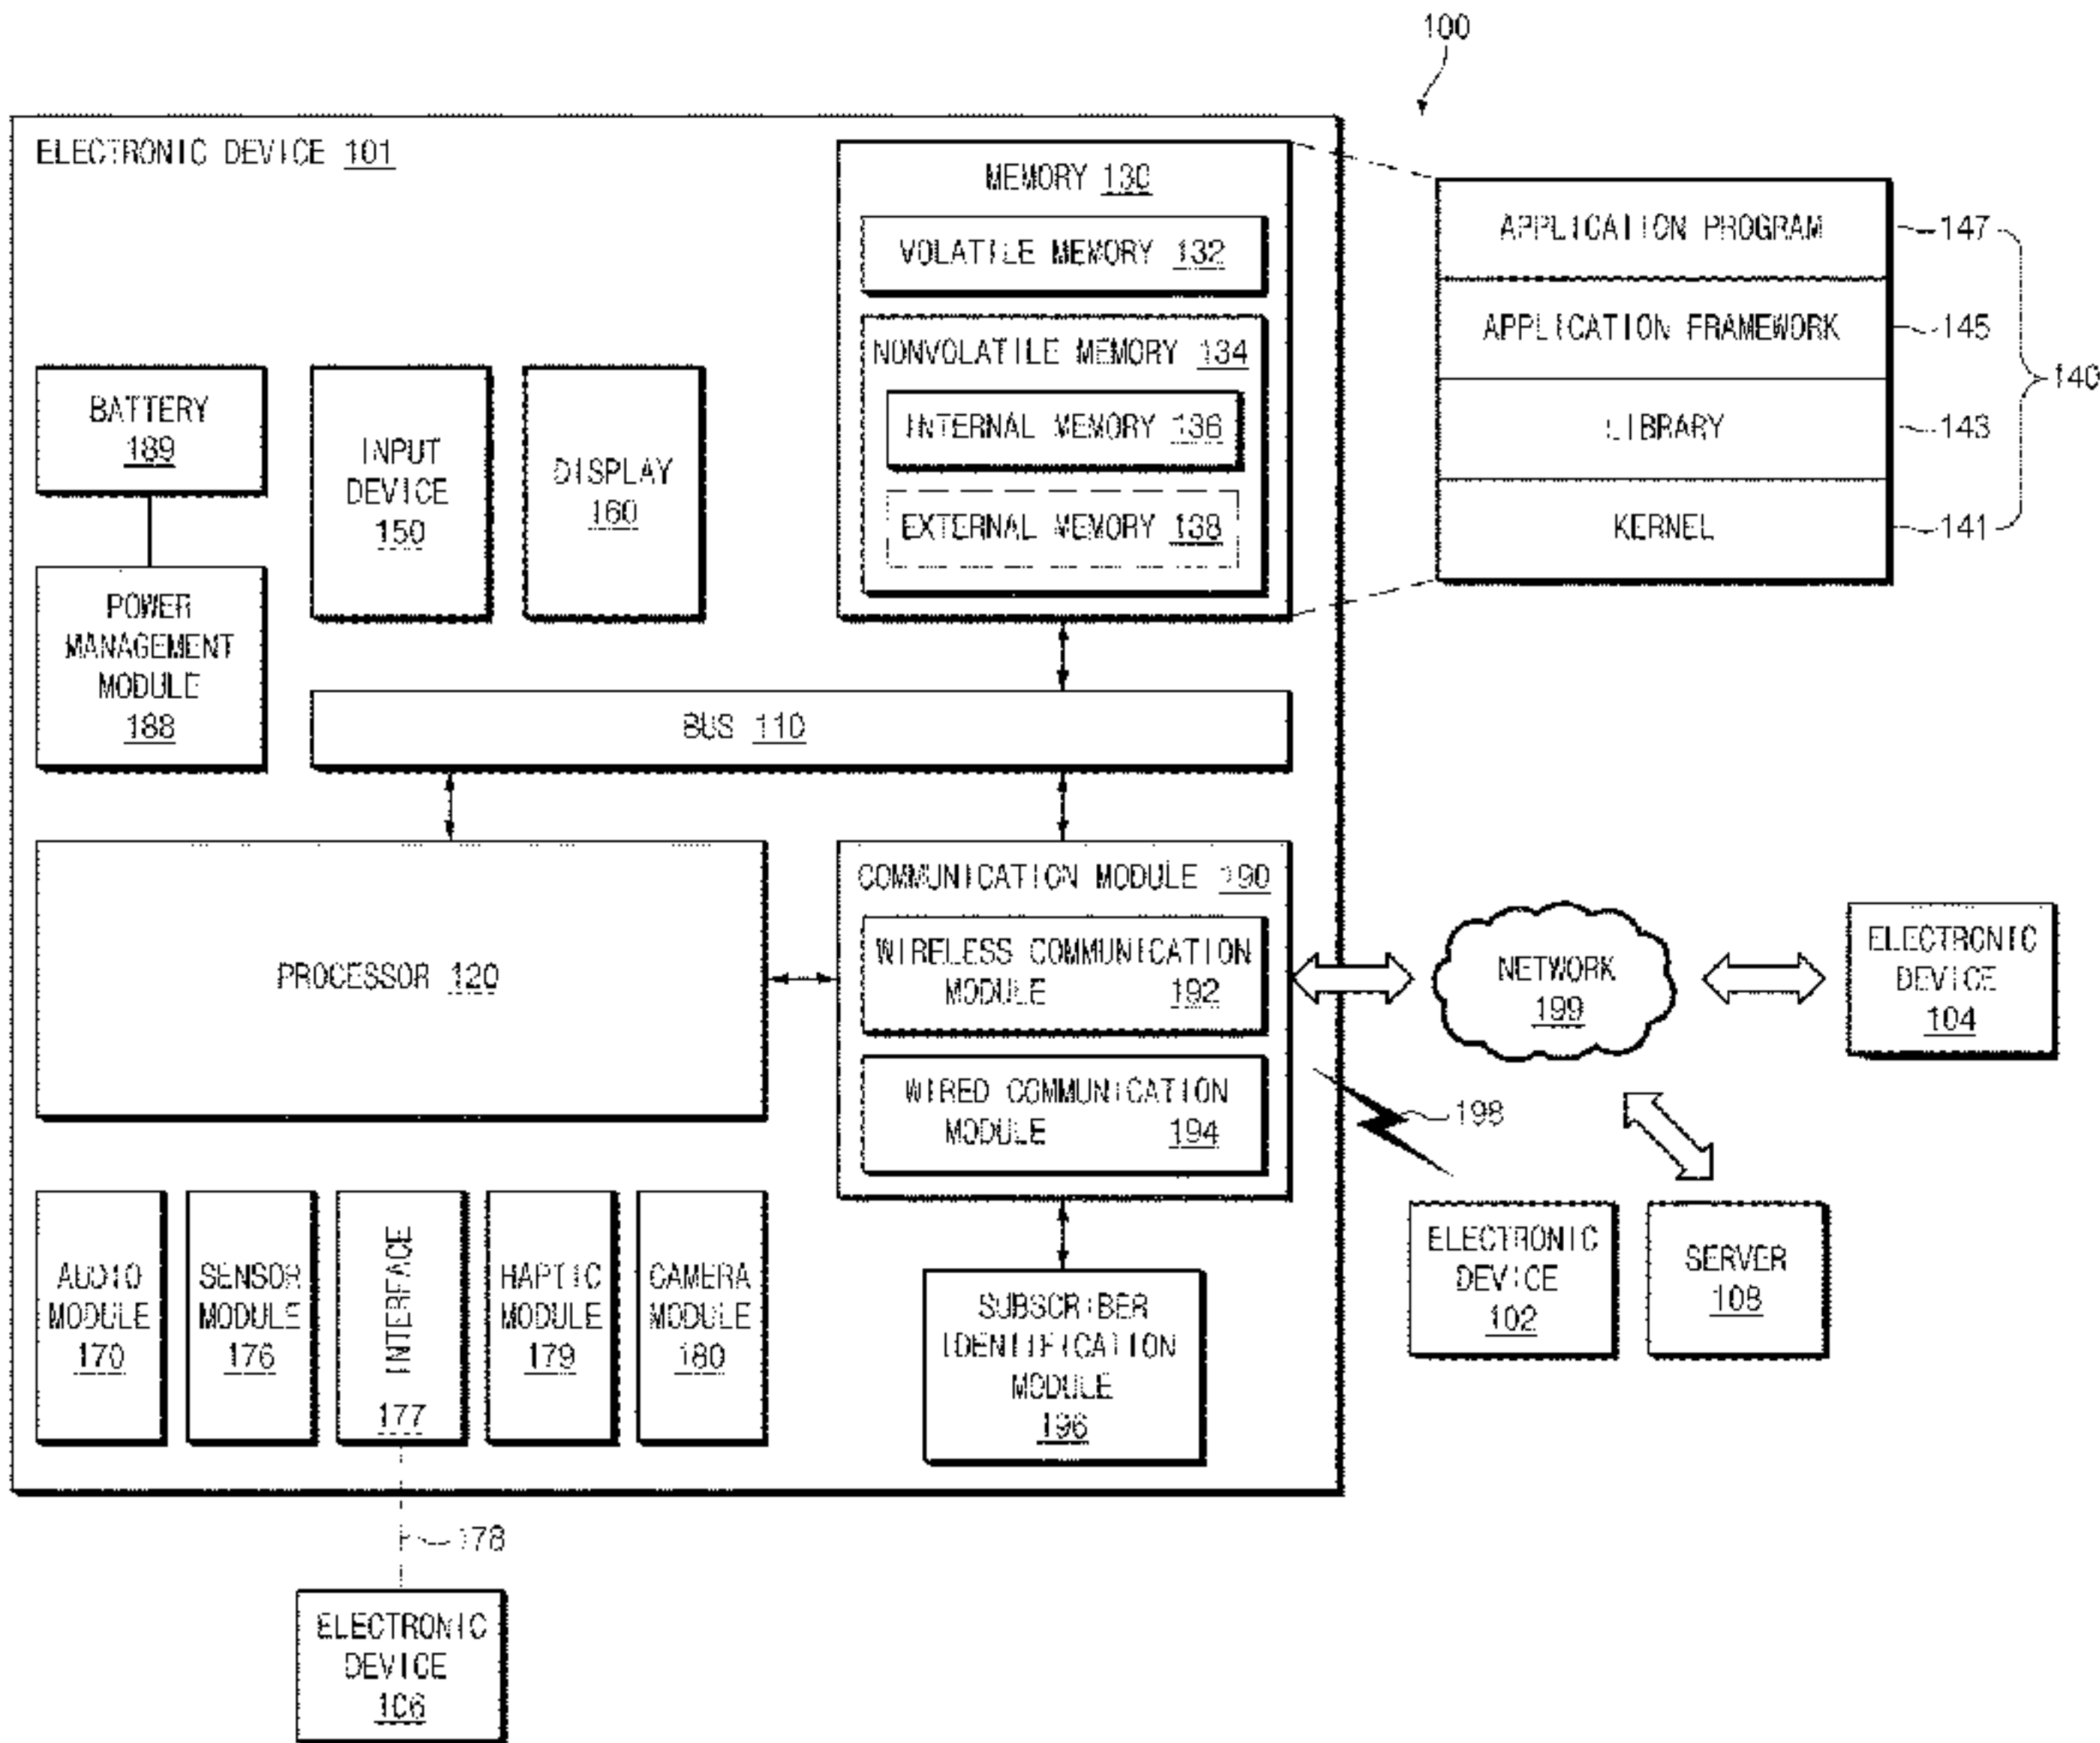 100
ELECTRONIC DEVICE 101
MEMORY 130
VOLATILE MEMORY 132
NONVOLATILE MEMORY 134
INTERNAL MEMORY 136
EXTERNAL MEMORY 138
APPLICATION PROGRAM
147
APPLICATION FRAMEWORK
145
LIBRARY
143
KERNEL
141
140
BATTERY
189
POWER
MANAGEMENT
MODULE
188
INPUT
DEVICE
150
DISPLAY
160
BUS 110
PROCESSOR 120
COMMUNICATION MODULE 190
WIRELESS COMMUNICATION
MODULE 192
WIRED COMMUNICATION
MODULE 194
NETWORK
199
ELECTRONIC
DEVICE
104
198
ELECTRONIC
DEVICE
102
SERVER
108
AUDIO
MODULE
170
SENSOR
MODULE
176
INTERFACE
177
HAPTIC
MODULE
179
CAMERA
MODULE
180
SUBSCRIBER
IDENTIFICATION
MODULE
196
178
ELECTRONIC
DEVICE
106